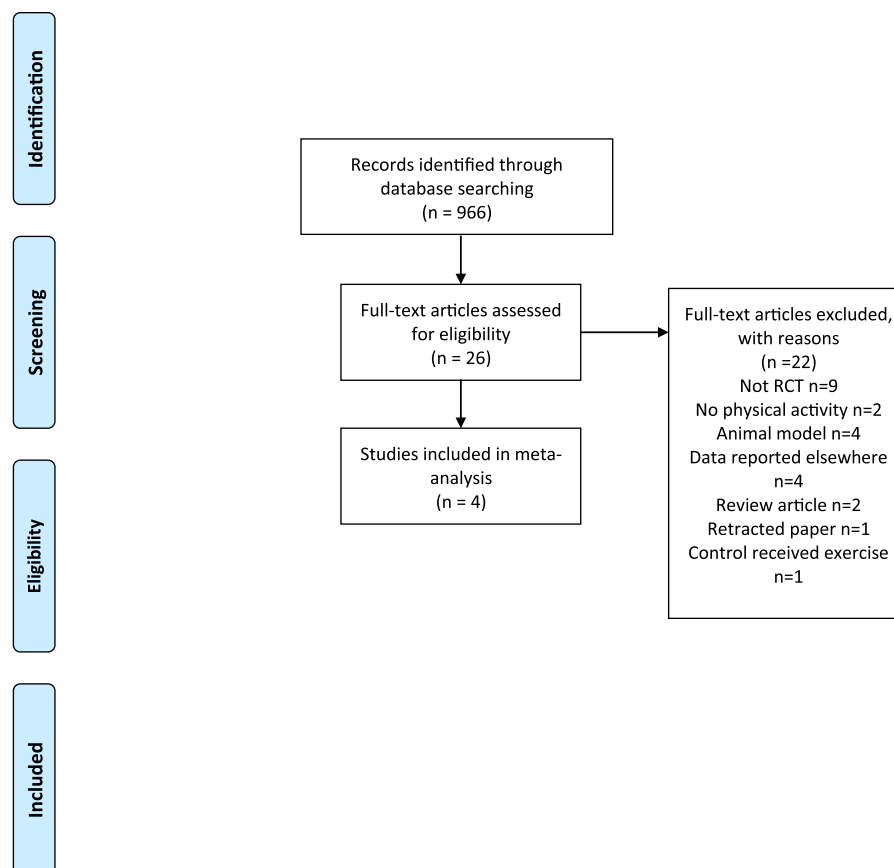 Identification
Records identified through
database searching
(n = 966)
Screening
Full-text articles assessed
for eligibility
(n = 26)
Full-text articles excluded,
with reasons
(n =22)
Not RCT n=9
No physical activity n=2
Animal model n=4
Data reported elsewhere
n=4
Review article n=2
Retracted paper n=1
Control received exercise
n=1
Studies included in meta-
analysis
(n = 4)
Eligibility
Included